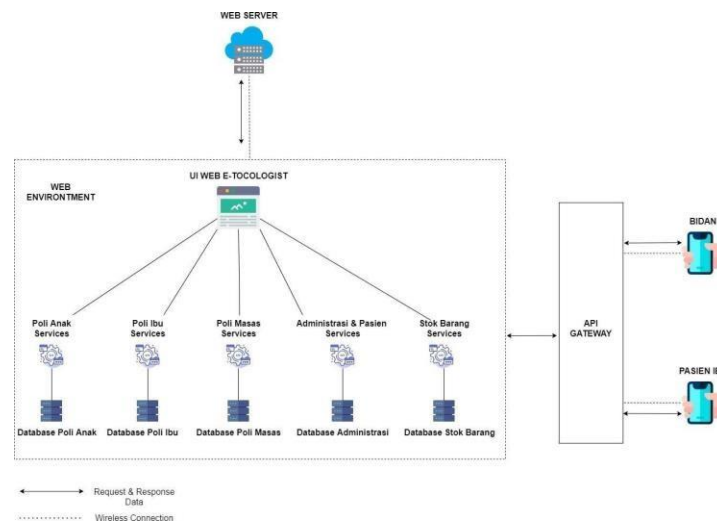 WEB SERVER
UI WEB E-TOCOLOGIST
WEB
ENVIRONTMENT
BIDAN
Poli Anak
Services
Poli Ibu
Services
Poli Masas
Services
Administrasi & Pasien
Services
Stok Barang
Services
API
GATEWAY
PASIEN
Database Poli Anak
Database Poli Ibu
Database Poli Masas
Database Administrasi
Database Stok Barang
Request & Response
Data
Wireless Connection